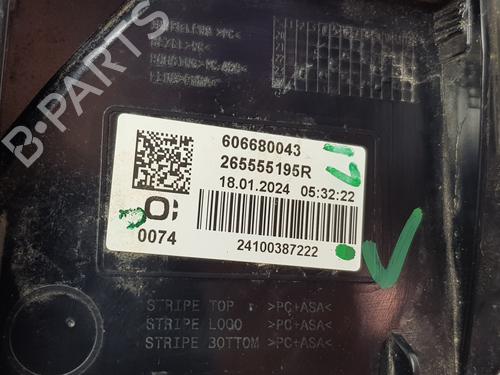 B-PARTS
606680043
265555195R
18.01.2024 05:32:22
0074
24100387222
STRIPE TOP >PC+ASA<
STRIPE LOGO >PC+ASA<
STRIPE BOTTOM >PC+ASA<